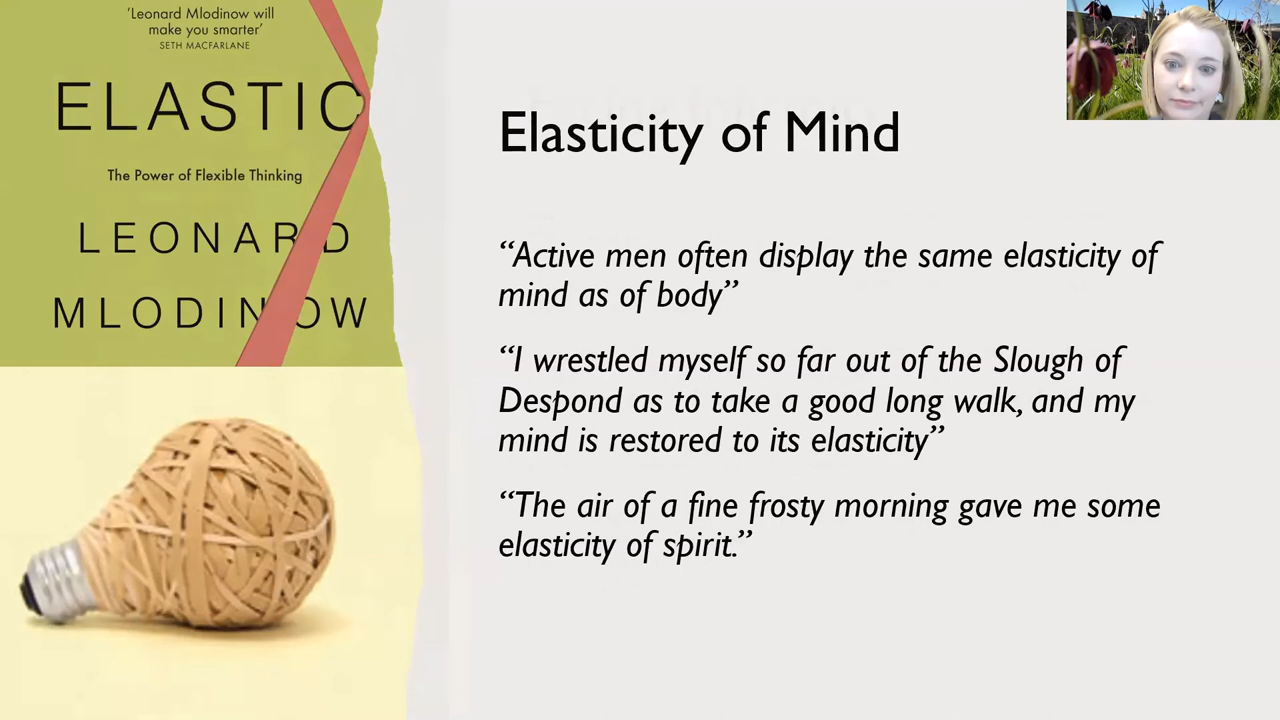 'Leonard Mlodinow will
make you smarter'
SETH MACFARLANE
ELASTIC
The Power of Flexible Thinking
LEONARD
MLODINOW
Elasticity of Mind
“Active men often display the same elasticity of
mind as of body”
“I wrestled myself so far out of the Slough of
Despond as to take a good long walk, and my
mind is restored to its elasticity”
“The air of a fine frosty morning gave me some
elasticity of spirit.”